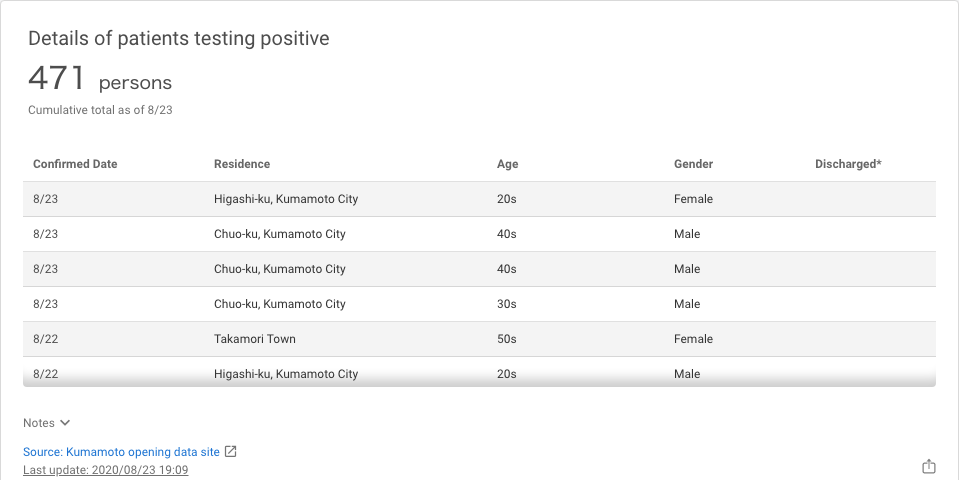 Details of patients testing positive
471 persons
Cumulative total as of 8/23
Confirmed Date Residence Age Gender Discharged*
8/23 Higashi-ku, Kumamoto City 20s Female
8/23 Chuo-ku, Kumamoto City 40s Male
8/23 Chuo-ku, Kumamoto City 40s Male
8/23 Chuo-ku, Kumamoto City 30s Male
8/22 Takamori Town 50s Female
8/22 Higashi-ku, Kumamoto City 20s Male
Notes
Source: Kumamoto opening data site
Last update: 2020/08/23 19:09